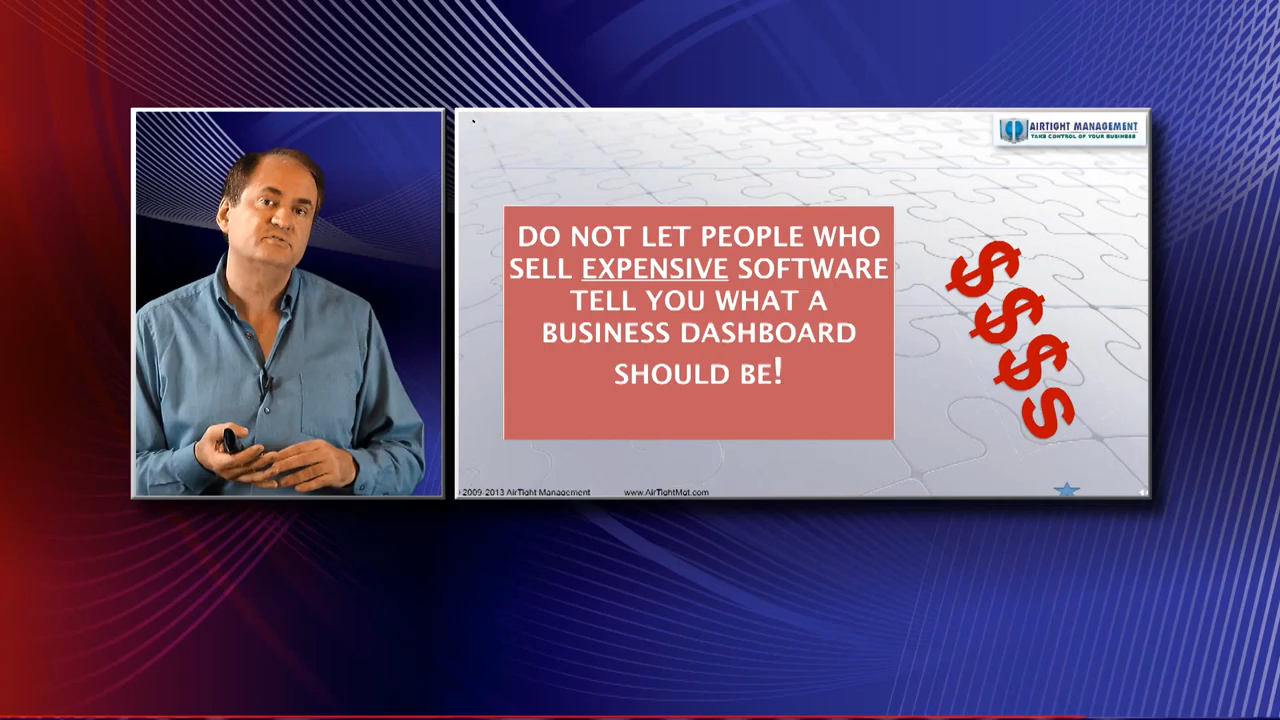 AIRTIGHT MANAGEMENT
TAKE CONTROL OF YOUR BUSINESS
DO NOT LET PEOPLE WHO
SELL EXPENSIVE SOFTWARE
TELL YOU WHAT A
BUSINESS DASHBOARD
SHOULD BE!
$$$$
2009-2013 AirTight Management www.AirTightMgt.com